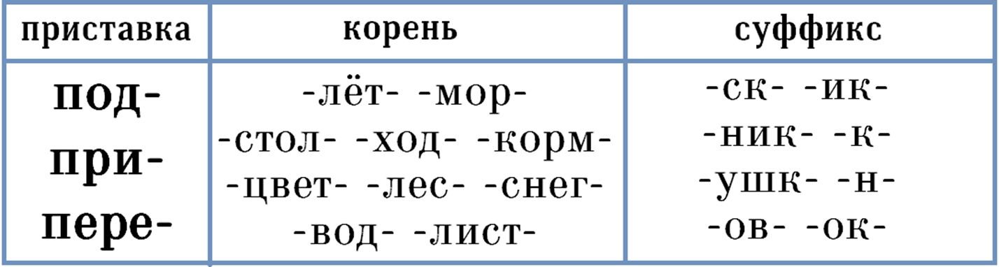 приставка корень суффикс
под-
при-
пере-
-лёт- -мор-
-стол- -ход- -корм-
-цвет- -лес- -снег-
-вод- -лист-
-ск- -ик-
-ник- -к-
-ушк- -н-
-ов- -ок-